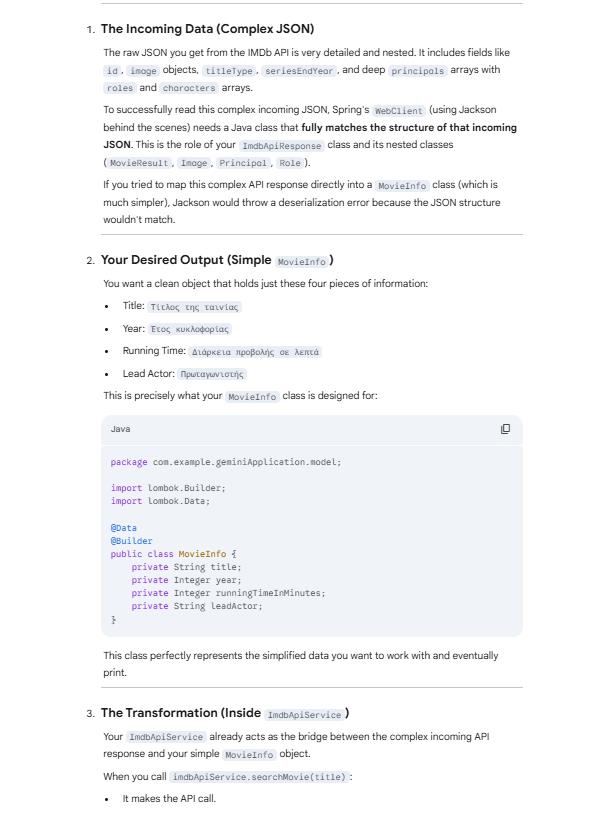 1. The Incoming Data (Complex JSON)
The raw JSON you get from the IMDb API is very detailed and nested. It includes fields like
id, image objects, titleType, seriesEndYear, and deep principals arrays with
roles and characters arrays.
To successfully read this complex incoming JSON, Spring's WebClient (using Jackson
behind the scenes) needs a Java class that fully matches the structure of that incoming
JSON. This is the role of your ImdbApiResponse class and its nested classes
(MovieResult, Image, Principal, Role).
If you tried to map this complex API response directly into a MovieInfo class (which is
much simpler), Jackson would throw a deserialization error because the JSON structure
wouldn't match.
2. Your Desired Output (Simple MovieInfo)
You want a clean object that holds just these four pieces of information:
• Title: Τίτλος της ταινίας
• Year: Έτος κυκλοφορίας
• Running Time: Διάρκεια προβολής σε λεπτά
• Lead Actor: Πρωταγωνιστής
This is precisely what your MovieInfo class is designed for:
Java
package com.example.geminiApplication.model;
import lombok.Builder;
import lombok.Data;
@Data
@Builder
public class MovieInfo {
private String title;
private Integer year;
private Integer runningTimeInMinutes;
private String leadActor;
}
This class perfectly represents the simplified data you want to work with and eventually
print.
3. The Transformation (Inside ImdbApiService)
Your ImdbApiService already acts as the bridge between the complex incoming API
response and your simple MovieInfo object.
When you call imdbApiService.searchMovie(title):
• It makes the API call.